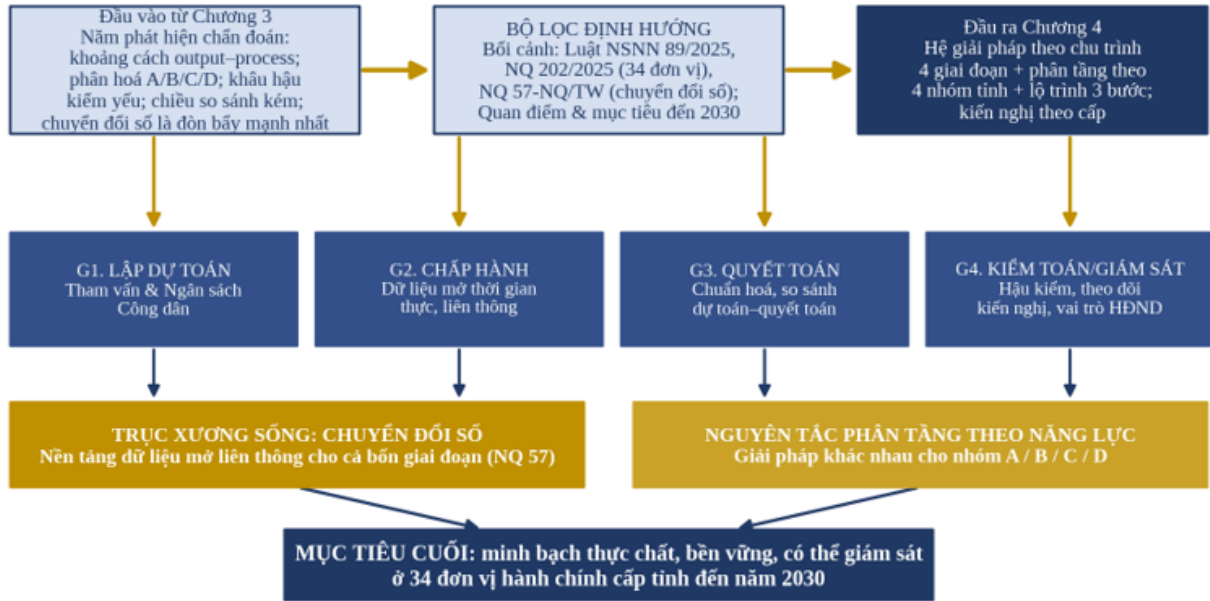 Đầu vào từ Chương 3
Năm phát hiện chẩn đoán:
khoảng cách output–process;
phân hoá A/B/C/D; khâu hậu
kiểm yếu; chiều so sánh kém;
chuyển đổi số là đòn bẩy mạnh nhất
BỘ LỌC ĐỊNH HƯỚNG
Bối cảnh: Luật NSNN 89/2025,
NQ 202/2025 (34 đơn vị),
NQ 57-NQ/TW (chuyển đổi số);
Quan điểm & mục tiêu đến 2030
Đầu ra Chương 4
Hệ giải pháp theo chu trình
4 giai đoạn + phân tầng theo
4 nhóm tỉnh + lộ trình 3 bước;
kiến nghị theo cấp
G1. LẬP DỰ TOÁN
Tham vấn & Ngân sách
Công dân
G2. CHẤP HÀNH
Dữ liệu mở thời gian
thực, liên thông
G3. QUYẾT TOÁN
Chuẩn hoá, so sánh
dự toán–quyết toán
G4. KIỂM TOÁN/GIÁM SÁT
Hậu kiểm, theo dõi
kiến nghị, vai trò HĐND
TRỤC XƯƠNG SỐNG: CHUYỂN ĐỔI SỐ
Nền tảng dữ liệu mở liên thông cho cả bốn giai đoạn (NQ 57)
NGUYÊN TẮC PHÂN TẦNG THEO NĂNG LỰC
Giải pháp khác nhau cho nhóm A / B / C / D
MỤC TIÊU CUỐI: minh bạch thực chất, bền vững, có thể giám sát
ở 34 đơn vị hành chính cấp tỉnh đến năm 2030